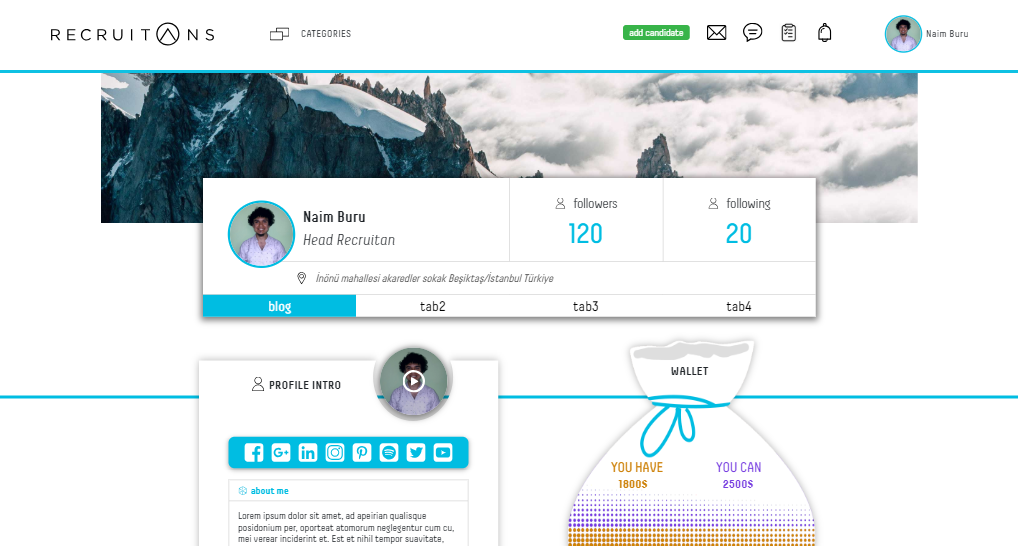 RECRUITANS
CATEGORIES
add candidate
Naim Buru
Naim Buru
Head Recruitan
followers
120
following
20
İnönü mahallesi akaredler sokak Beşiktaş/İstanbul Türkiye
blog
tab2
tab3
tab4
PROFILE INTRO
about me
Lorem ipsum dolor sit amet, ad apeirian qualisque
posidonium per, oporteat atomorum neglegentur cum cu,
mei verear inciderint et. Est et nihil tempor suavitate,
WALLET
YOU HAVE
1800$
YOU CAN
2500$